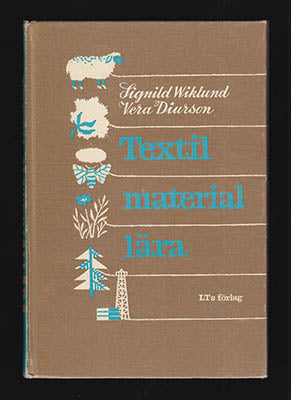 Signild Wiklund
Vera Diurson
Textil
material
lära
LTs förlag